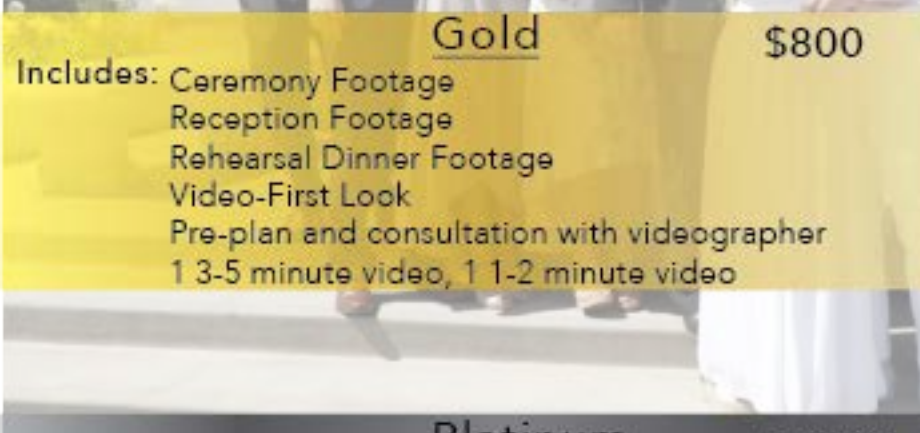 Gold
$800
Includes:
Ceremony Footage
Reception Footage
Rehearsal Dinner Footage
Video-First Look
Pre-plan and consultation with videographer
1 3-5 minute video, 1 1-2 minute video